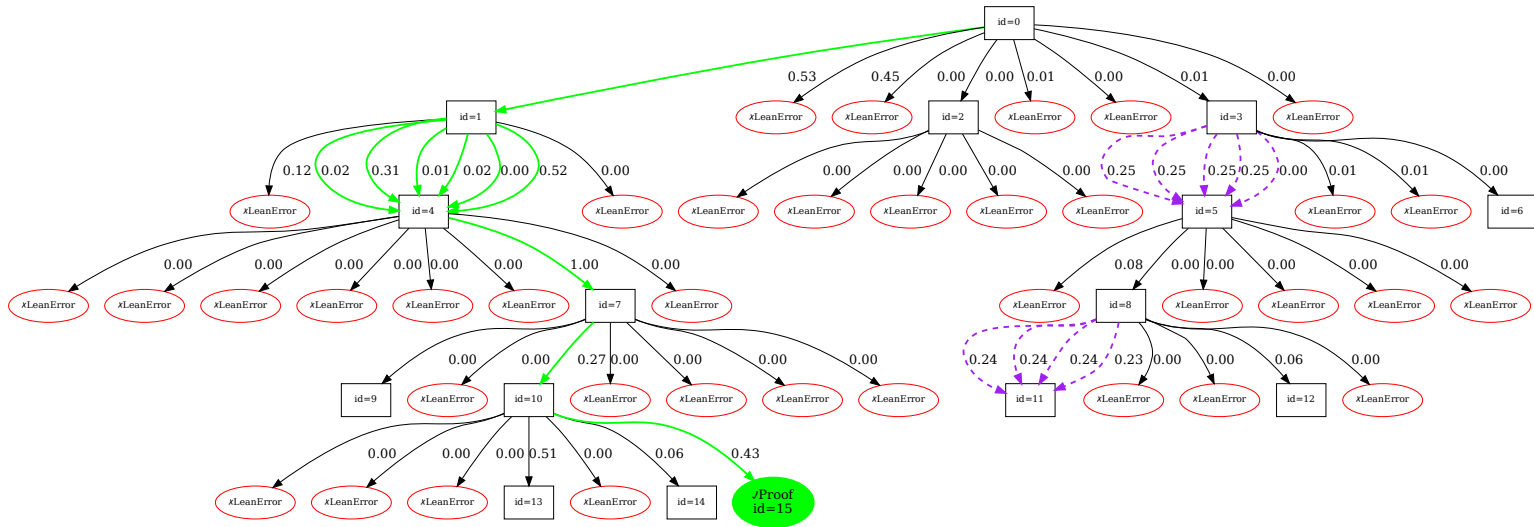 id=0
0.53 0.45 0.00 0.00 0.01 0.00 0.01 0.00
id=1 ✗LeanError ✗LeanError id=2 ✗LeanError ✗LeanError id=3 ✗LeanError
0.12 0.02 0.31 0.01 0.02 0.00 0.52 0.00 0.00 0.00 0.00 0.00 0.00 0.25 0.25 0.25 0.25 0.00 0.01 0.01 0.00
✗LeanError id=4 ✗LeanError ✗LeanError ✗LeanError ✗LeanError ✗LeanError ✗LeanError id=5 ✗LeanError ✗LeanError id=6
0.00 0.00 0.00 0.00 0.00 0.00 1.00 0.00 0.08 0.00 0.00 0.00 0.00 0.00
✗LeanError ✗LeanError ✗LeanError ✗LeanError ✗LeanError ✗LeanError id=7 ✗LeanError ✗LeanError id=8 ✗LeanError ✗LeanError ✗LeanError ✗LeanError
0.00 0.00 0.27 0.00 0.00 0.00 0.00 0.24 0.24 0.24 0.23 0.00 0.00 0.06 0.00
id=9 ✗LeanError id=10 ✗LeanError ✗LeanError ✗LeanError ✗LeanError id=11 ✗LeanError ✗LeanError id=12 ✗LeanError
0.00 0.00 0.00 0.51 0.00 0.06 0.43
✗LeanError ✗LeanError ✗LeanError id=13 ✗LeanError id=14 ✓Proof
id=15